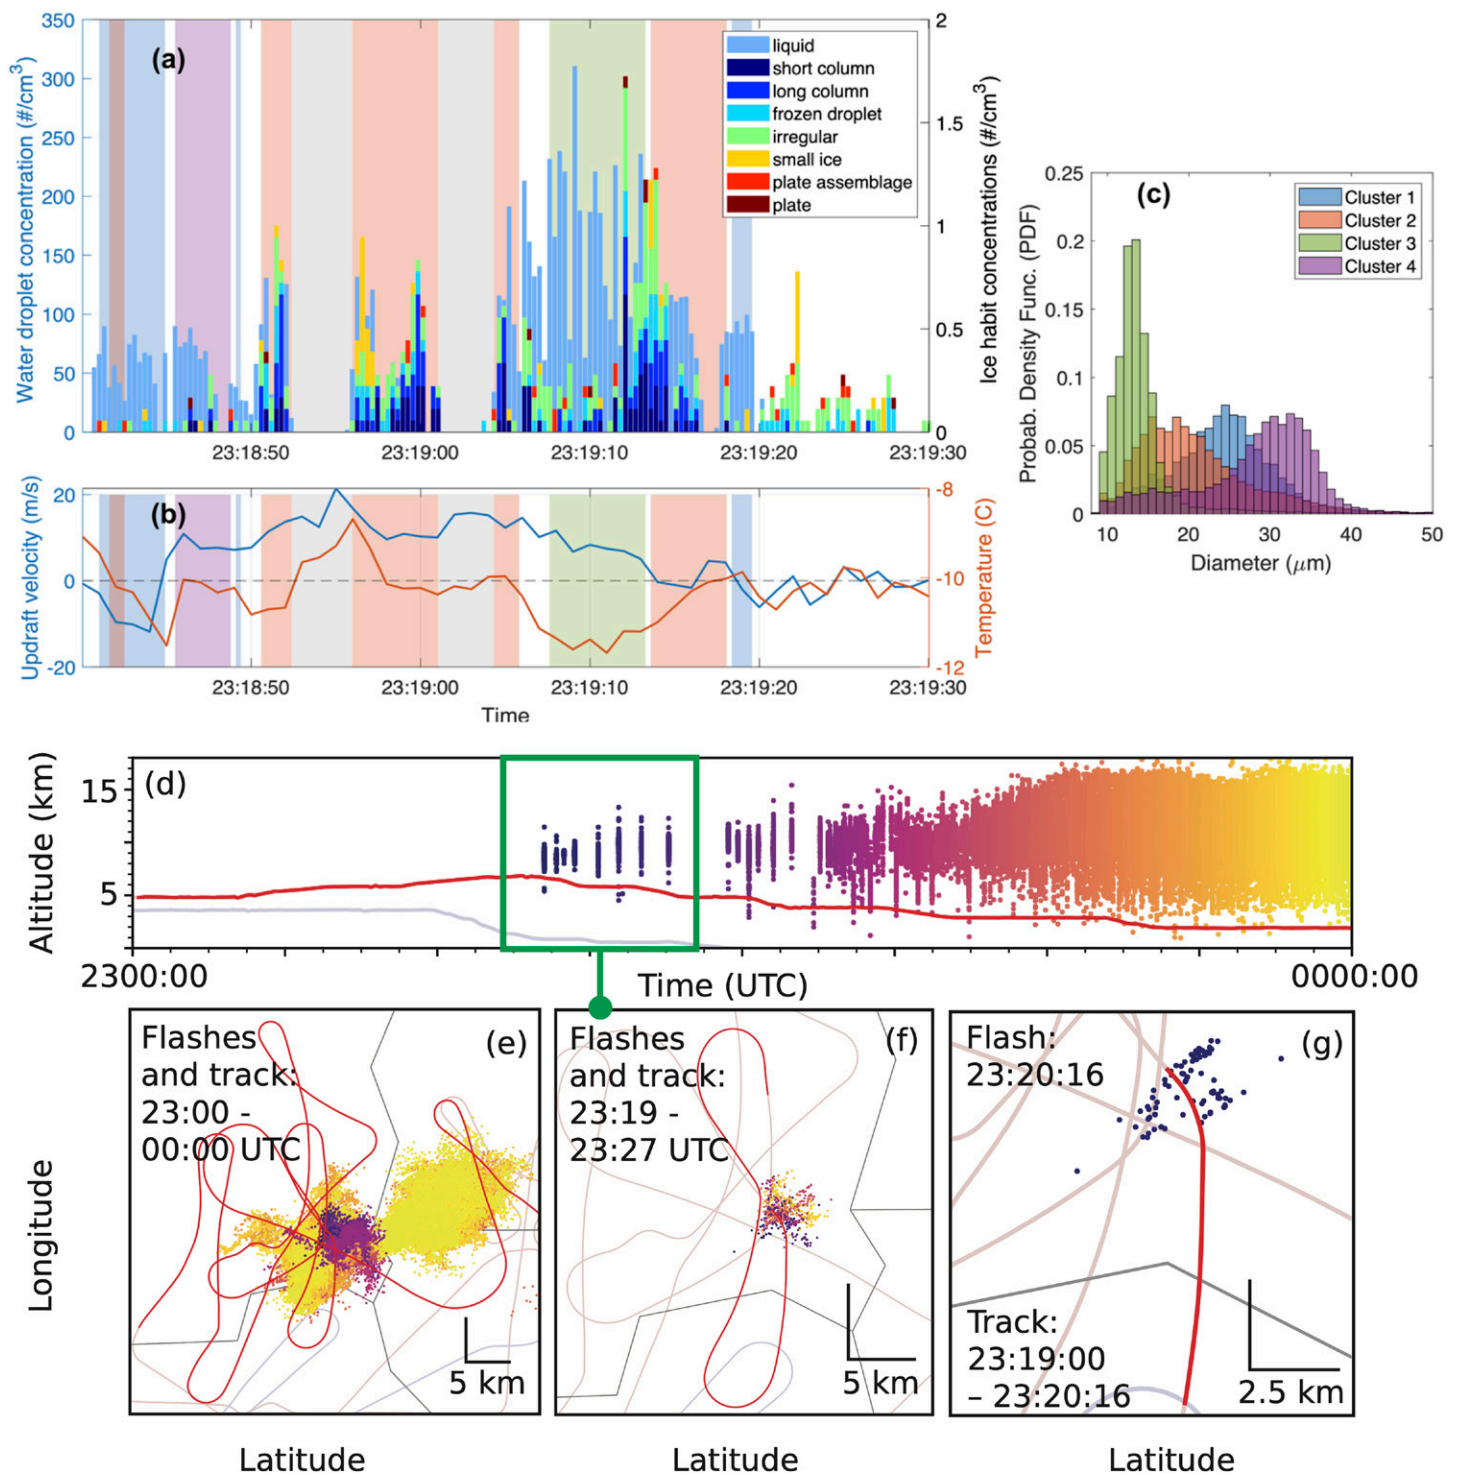 (a)
Water droplet concentration (#/cm3)
350
300
250
200
150
100
50
0
2
1.5
1
0.5
0
Ice habit concentrations (#/cm3)
liquid
short column
long column
frozen droplet
irregular
small ice
plate assemblage
plate
23:18:50
23:19:00
23:19:10
23:19:20
23:19:30
(b)
Updraft velocity (m/s)
20
0
-20
-8
-10
-12
Temperature (C)
23:18:50
23:19:00
23:19:10
23:19:20
23:19:30
Time
(c)
Probab. Density Func. (PDF)
0.25
0.2
0.15
0.1
0.05
0
Cluster 1
Cluster 2
Cluster 3
Cluster 4
10
20
30
40
50
Diameter (μm)
(d)
Altitude (km)
15
5
2300:00
Time (UTC)
0000:00
Longitude
Flashes
and track:
23:00 -
00:00 UTC
(e)
5 km
Latitude
Flashes
and track:
23:19 -
23:27 UTC
(f)
5 km
Latitude
Flash:
23:20:16
(g)
Track:
23:19:00
– 23:20:16
2.5 km
Latitude